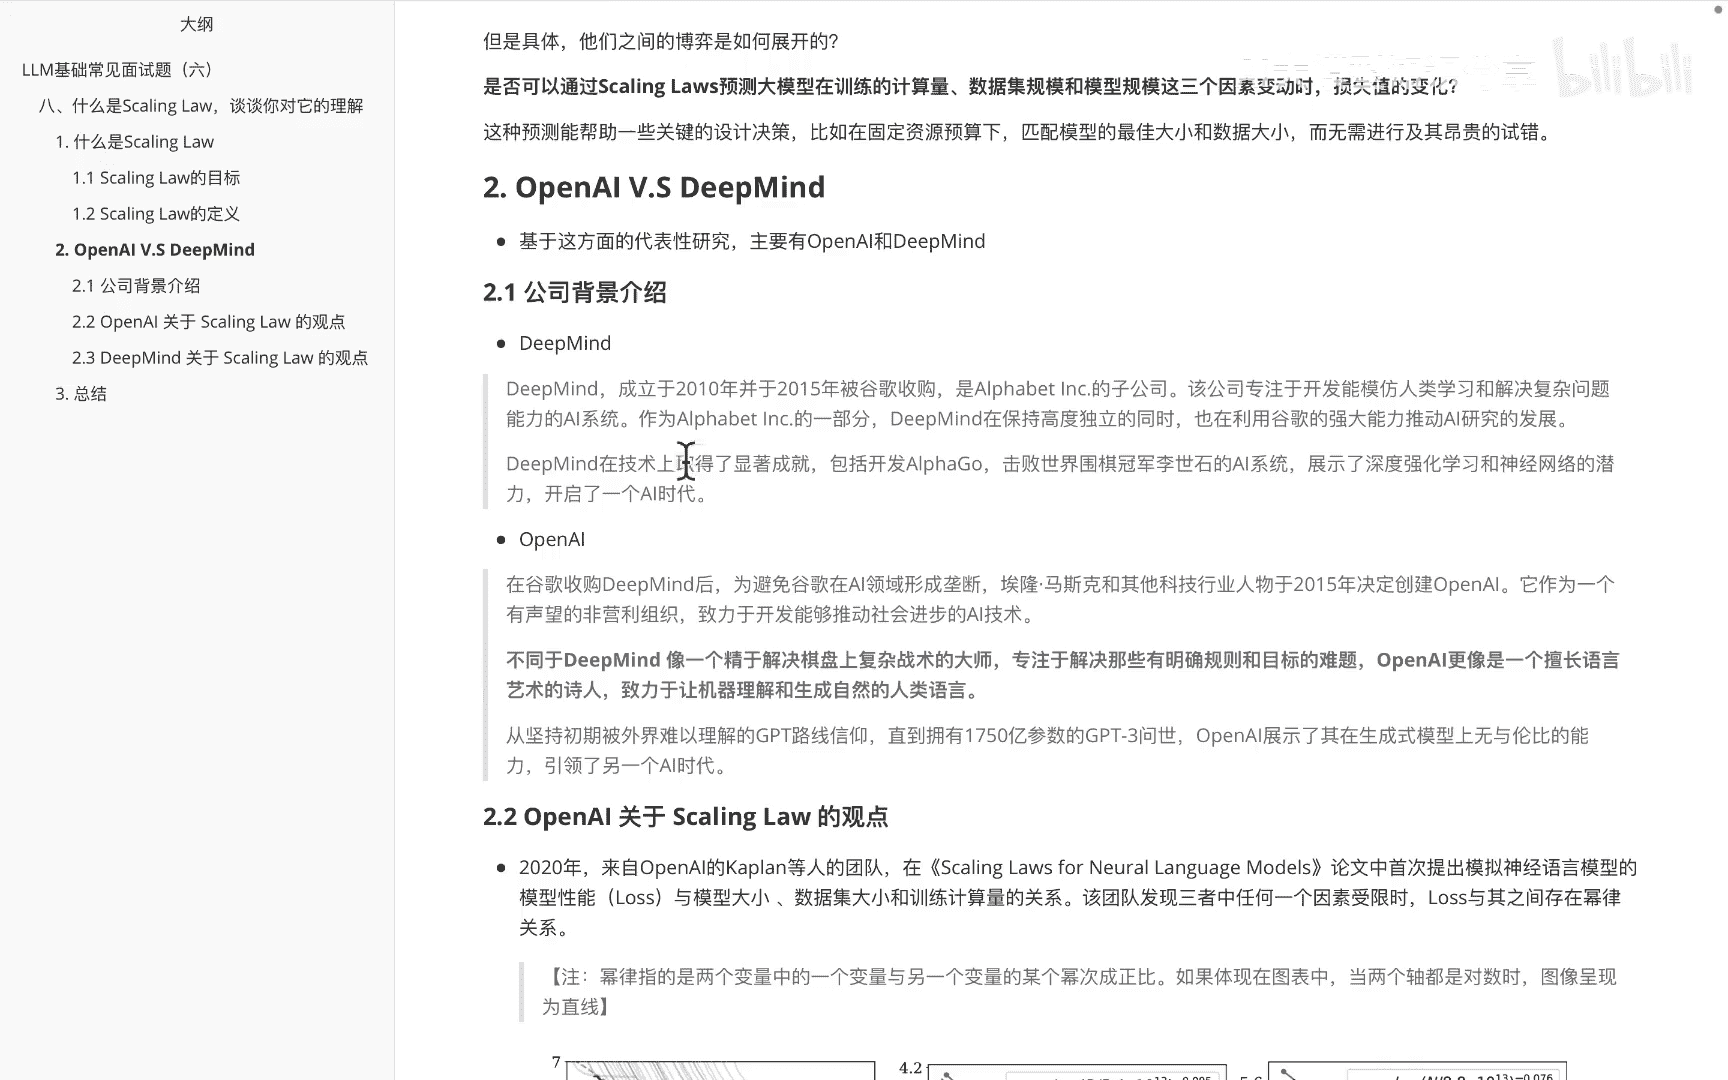 大纲
LLM基础常见面试题（六）
八、什么是Scaling Law，谈谈你对它的理解
1. 什么是Scaling Law
1.1 Scaling Law的目标
1.2 Scaling Law的定义
2. OpenAI V.S DeepMind
2.1 公司背景介绍
2.2 OpenAI 关于 Scaling Law 的观点
2.3 DeepMind 关于 Scaling Law 的观点
3. 总结
但是具体，他们之间的博弈是如何展开的？
是否可以通过Scaling Laws预测大模型在训练的计算量、数据集规模和模型规模这三个因素变动时，损失值的变化？
bilibili
这种预测能帮助一些关键的设计决策，比如在固定资源预算下，匹配模型的最佳大小和数据大小，而无需进行及其昂贵的试错。
2. OpenAI V.S DeepMind
基于这方面的代表性研究，主要有OpenAI和DeepMind
2.1 公司背景介绍
DeepMind
DeepMind，成立于2010年并于2015年被谷歌收购，是Alphabet Inc.的子公司。该公司专注于开发能模仿人类学习和解决复杂问题
能力的AI系统。作为Alphabet Inc.的一部分，DeepMind在保持高度独立的同时，也在利用谷歌的强大能力推动AI研究的发展。
DeepMind在技术上取得了显著成就，包括开发AlphaGo，击败世界围棋冠军李世石的AI系统，展示了深度强化学习和神经网络的潜
力，开启了一个AI时代。
OpenAI
在谷歌收购DeepMind后，为避免谷歌在AI领域形成垄断，埃隆·马斯克和其他科技行业人物于2015年决定创建OpenAI。它作为一个
有声望的非营利组织，致力于开发能够推动社会进步的AI技术。
不同于DeepMind 像一个精于解决棋盘上复杂战术的大师，专注于解决那些有明确规则和目标的难题，OpenAI更像是一个擅长语言
艺术的诗人，致力于让机器理解和生成自然的人类语言。
从坚持初期被外界难以理解的GPT路线信仰，直到拥有1750亿参数的GPT-3问世，OpenAI展示了其在生成式模型上无与伦比的能
力，引领了另一个AI时代。
2.2 OpenAI 关于 Scaling Law 的观点
2020年，来自OpenAI的Kaplan等人的团队，在《Scaling Laws for Neural Language Models》论文中首次提出模拟神经语言模型的
模型性能（Loss）与模型大小 、数据集大小和训练计算量的关系。该团队发现三者中任何一个因素受限时，Loss与其之间存在幂律
关系。
【注：幂律指的是两个变量中的一个变量与另一个变量的某个幂次成正比。如果体现在图表中，当两个轴都是对数时，图像呈现
为直线】
7
4.2